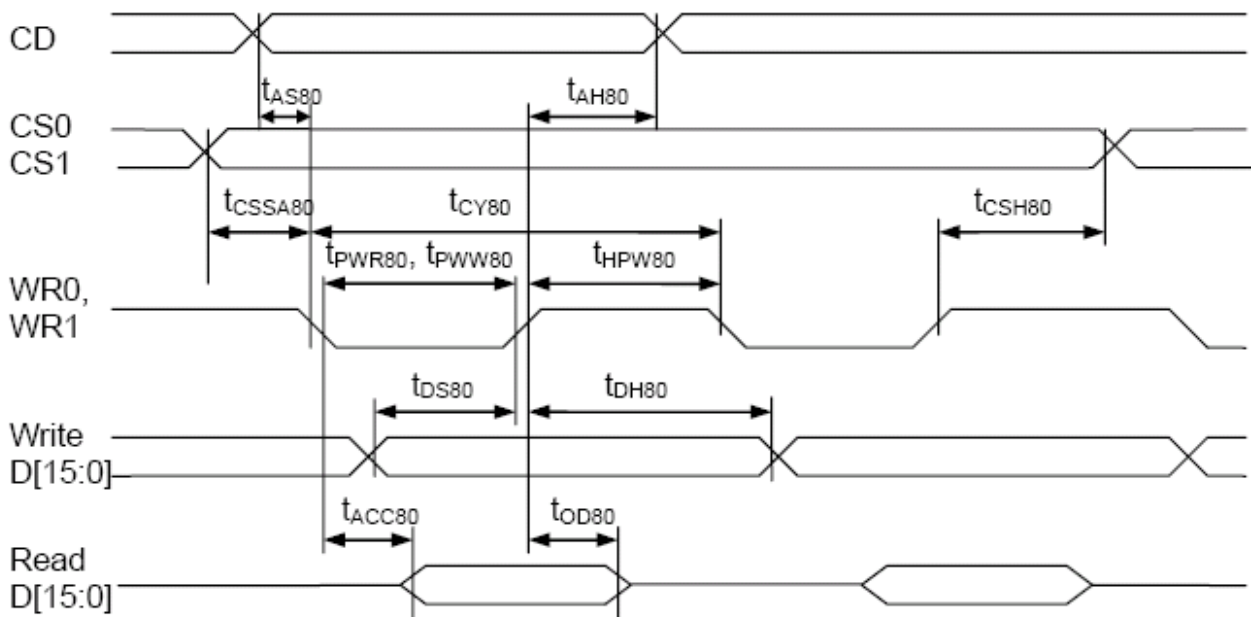 CD
tAS80 tAH80
CS0
CS1
tCSSA80 tCY80 tCSH80
tPWR80, tPWW80 tHPW80
WR0,
WR1
tDS80 tDH80
Write
D[15:0]
tACC80 tOD80
Read
D[15:0]